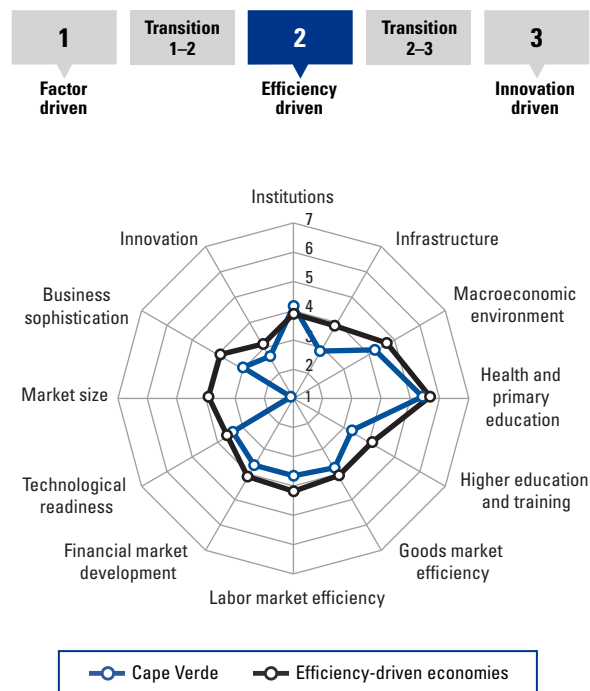 1
Transition
1–2
2
Transition
2–3
3
Factor
driven
Efficiency
driven
Innovation
driven
Institutions
Innovation
Infrastructure
Business
sophistication
Macroeconomic
environment
Market size
Health and
primary
education
Technological
readiness
Higher education
and training
Financial market
development
Goods market
efficiency
Labor market efficiency
7
6
5
4
3
2
1
Cape Verde
Efficiency-driven economies